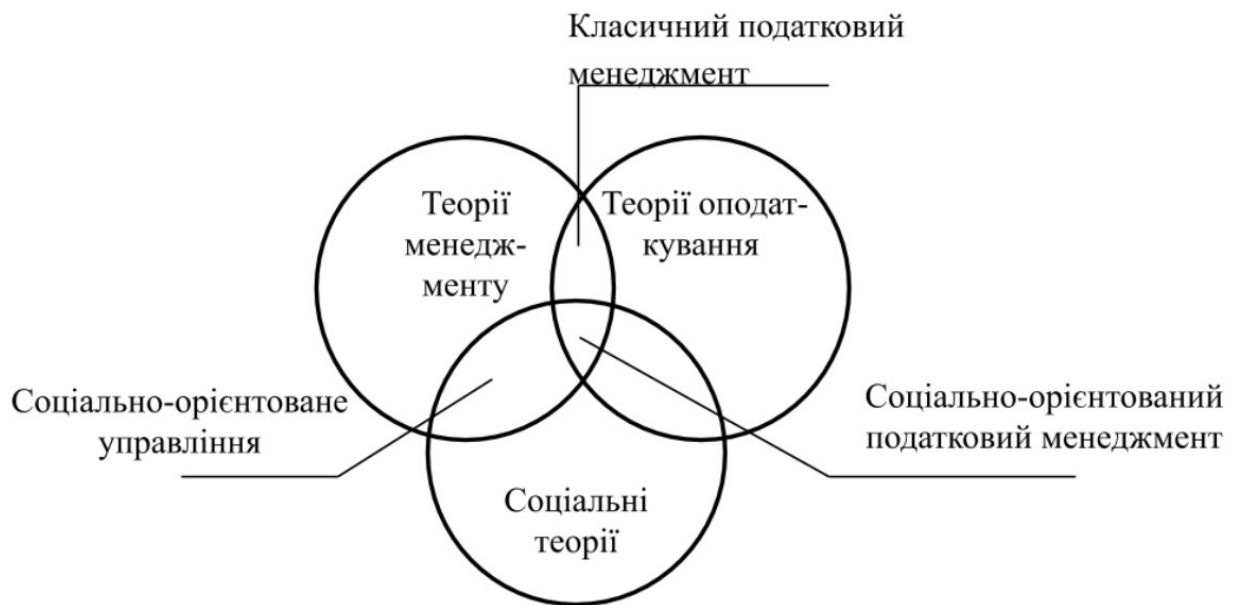 Класичний податковий
менеджмент
Теорії
менедж-
менту
Теорії оподат-
кування
Соціально-орієнтоване
управління
Соціально-орієнтований
податковий менеджмент
Соціальні
теорії